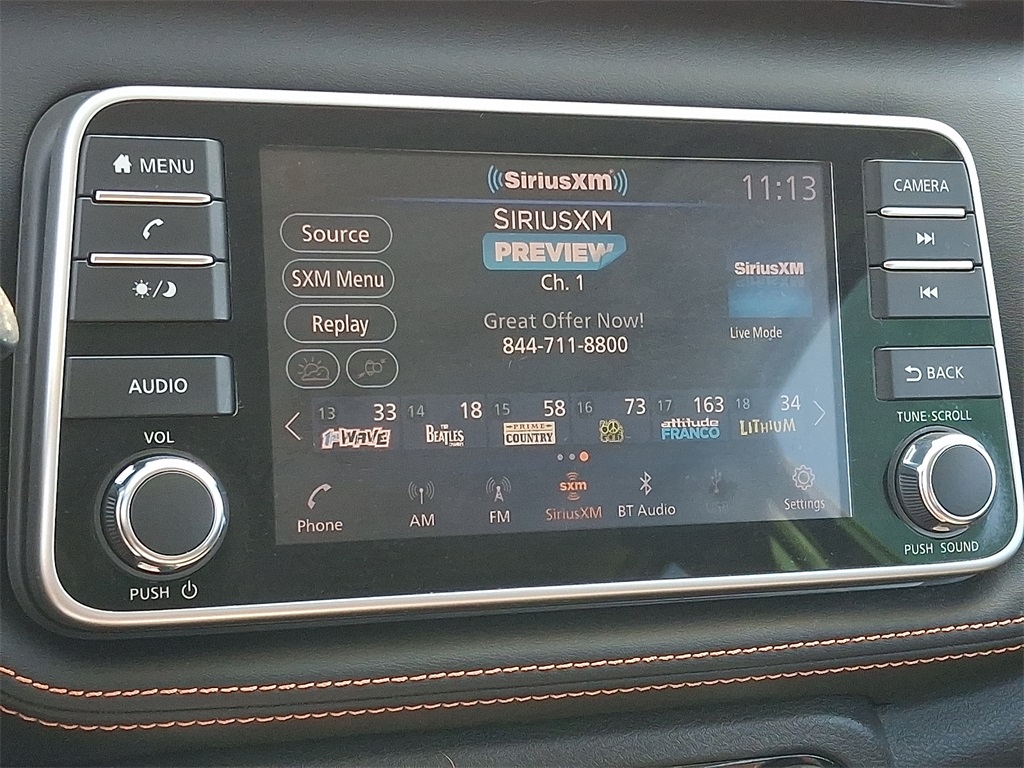 MENU
AUDIO
VOL
PUSH
SiriusXM
11:13
SIRIUSXM
PREVIEW
Ch. 1
Great Offer Now!
844-711-8800
Source
SXM Menu
Replay
SiriusXM
Live Mode
13 33 14 18 15 58 16 73 17 163 18 34
1st WAVE
THE BEATLES CHANNEL
PRIME COUNTRY
attitude FRANCO
LITHIUM
sxm
Phone AM FM SiriusXM BT Audio Settings
CAMERA
BACK
TUNE·SCROLL
PUSH SOUND